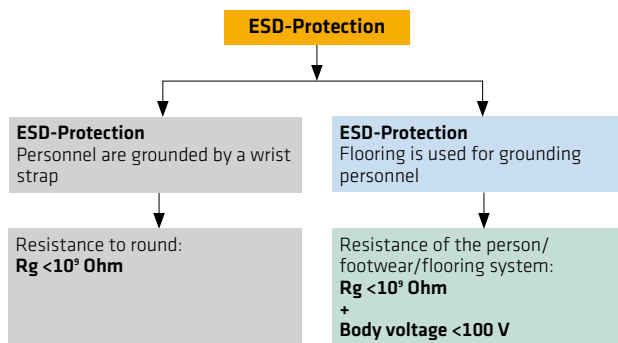 ESD-Protection
ESD-Protection
Personnel are grounded by a wrist
strap
ESD-Protection
Flooring is used for grounding
personnel
Resistance to round:
Rg <10⁹ Ohm
Resistance of the person/
footwear/flooring system:
Rg <10⁹ Ohm
+
Body voltage <100 V